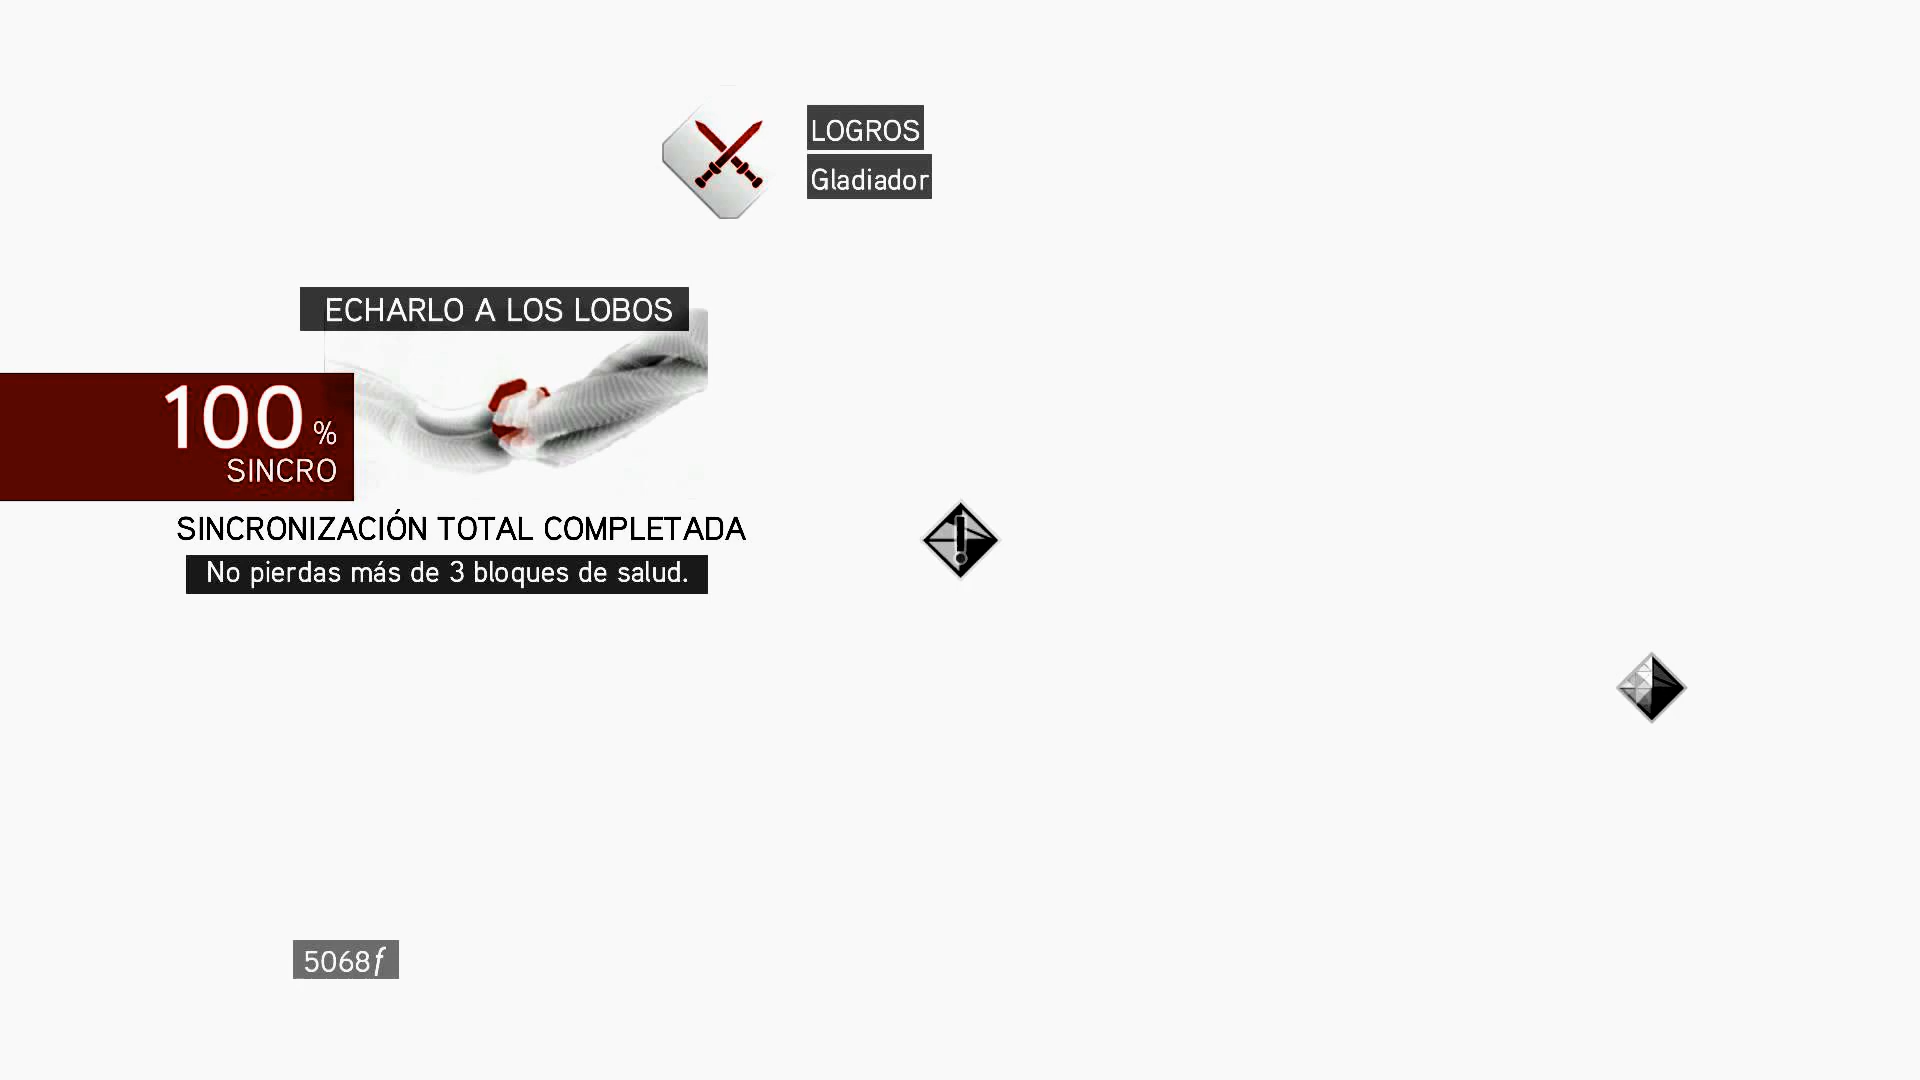 LOGROS
Gladiador
ECHARLO A LOS LOBOS
100 %
SINCRO
SINCRONIZACIÓN TOTAL COMPLETADA
No pierdas más de 3 bloques de salud.
5068ƒ